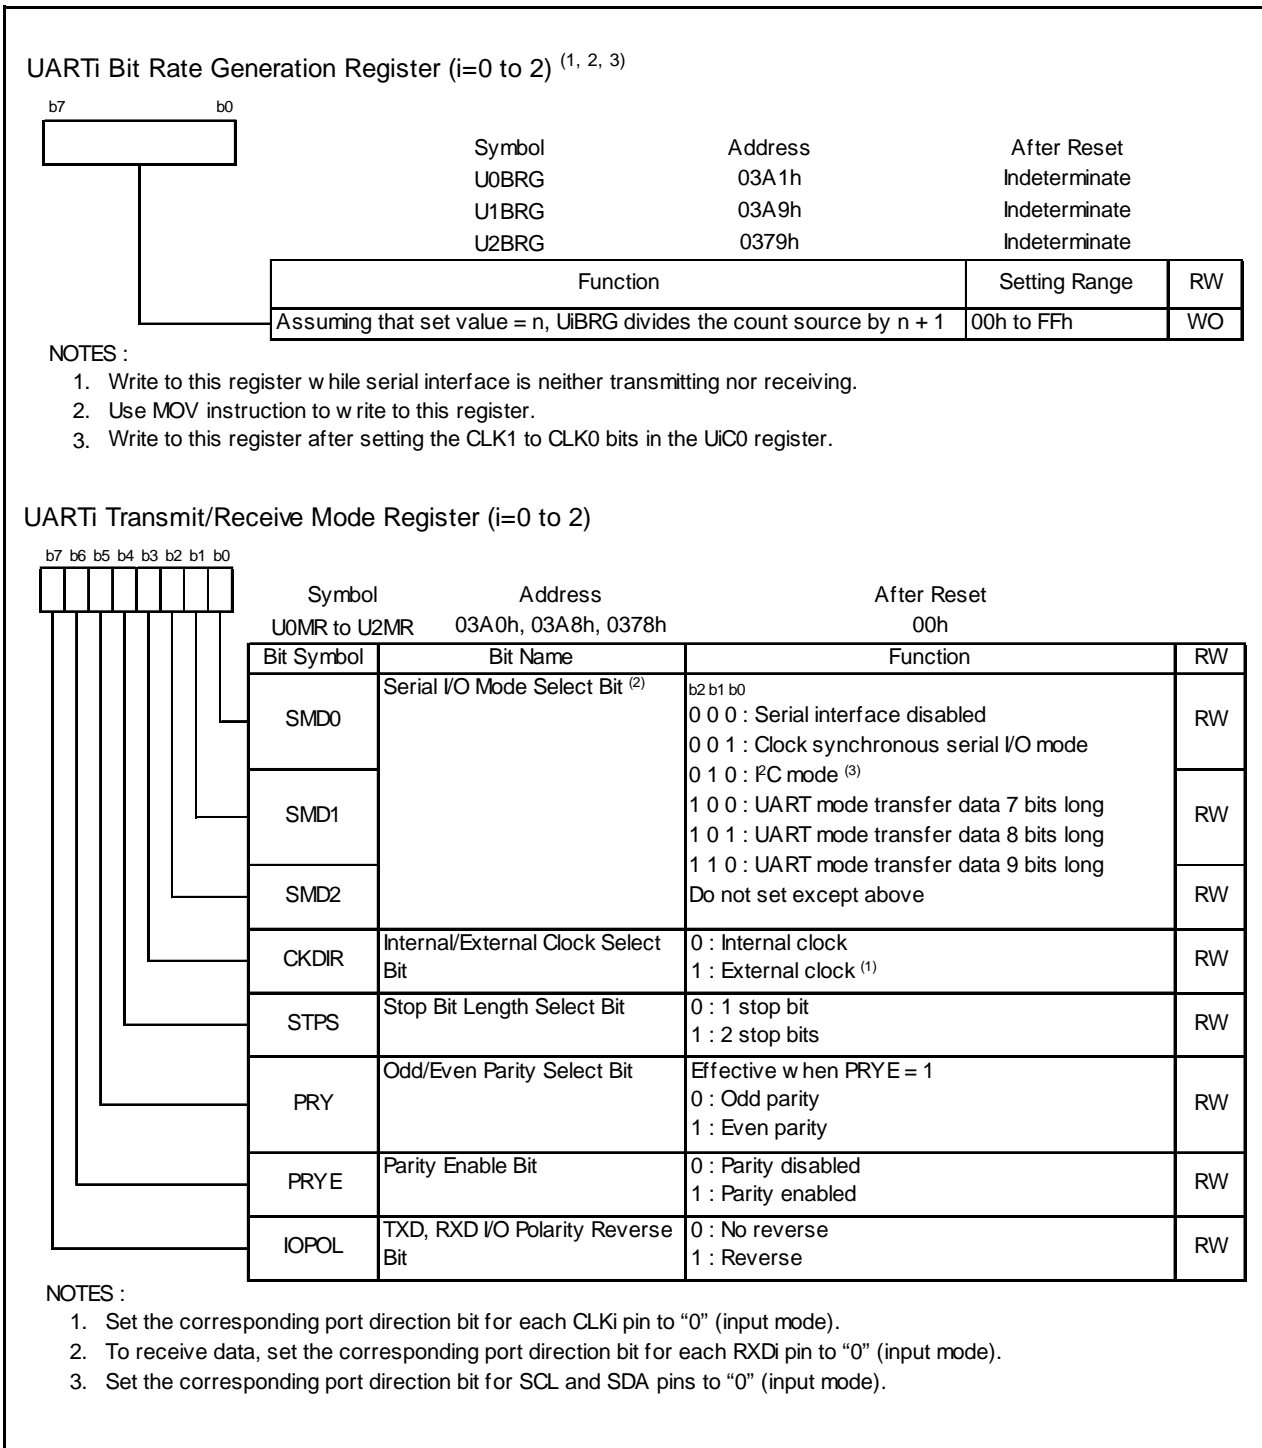 UARTi Bit Rate Generation Register (i=0 to 2) (1, 2, 3)
b7 b0
Symbol Address After Reset
U0BRG 03A1h Indeterminate
U1BRG 03A9h Indeterminate
U2BRG 0379h Indeterminate
Function Setting Range RW
Assuming that set value = n, UiBRG divides the count source by n + 1 00h to FFh WO
NOTES :
1. Write to this register while serial interface is neither transmitting nor receiving.
2. Use MOV instruction to write to this register.
3. Write to this register after setting the CLK1 to CLK0 bits in the UiC0 register.
UARTi Transmit/Receive Mode Register (i=0 to 2)
b7 b6 b5 b4 b3 b2 b1 b0
Symbol Address After Reset
U0MR to U2MR 03A0h, 03A8h, 0378h 00h
Bit Symbol Bit Name Function RW
SMD0 Serial I/O Mode Select Bit (2) b2 b1 b0 RW
0 0 0 : Serial interface disabled
0 0 1 : Clock synchronous serial I/O mode
0 1 0 : I²C mode (3)
SMD1 1 0 0 : UART mode transfer data 7 bits long RW
1 0 1 : UART mode transfer data 8 bits long
1 1 0 : UART mode transfer data 9 bits long
SMD2 Do not set except above RW
CKDIR Internal/External Clock Select Bit 0 : Internal clock RW
1 : External clock (1)
STPS Stop Bit Length Select Bit 0 : 1 stop bit RW
1 : 2 stop bits
PRY Odd/Even Parity Select Bit Effective when PRYE = 1 RW
0 : Odd parity
1 : Even parity
PRYE Parity Enable Bit 0 : Parity disabled RW
1 : Parity enabled
IOPOL TXD, RXD I/O Polarity Reverse Bit 0 : No reverse RW
1 : Reverse
NOTES :
1. Set the corresponding port direction bit for each CLKi pin to “0” (input mode).
2. To receive data, set the corresponding port direction bit for each RXDi pin to “0” (input mode).
3. Set the corresponding port direction bit for SCL and SDA pins to “0” (input mode).